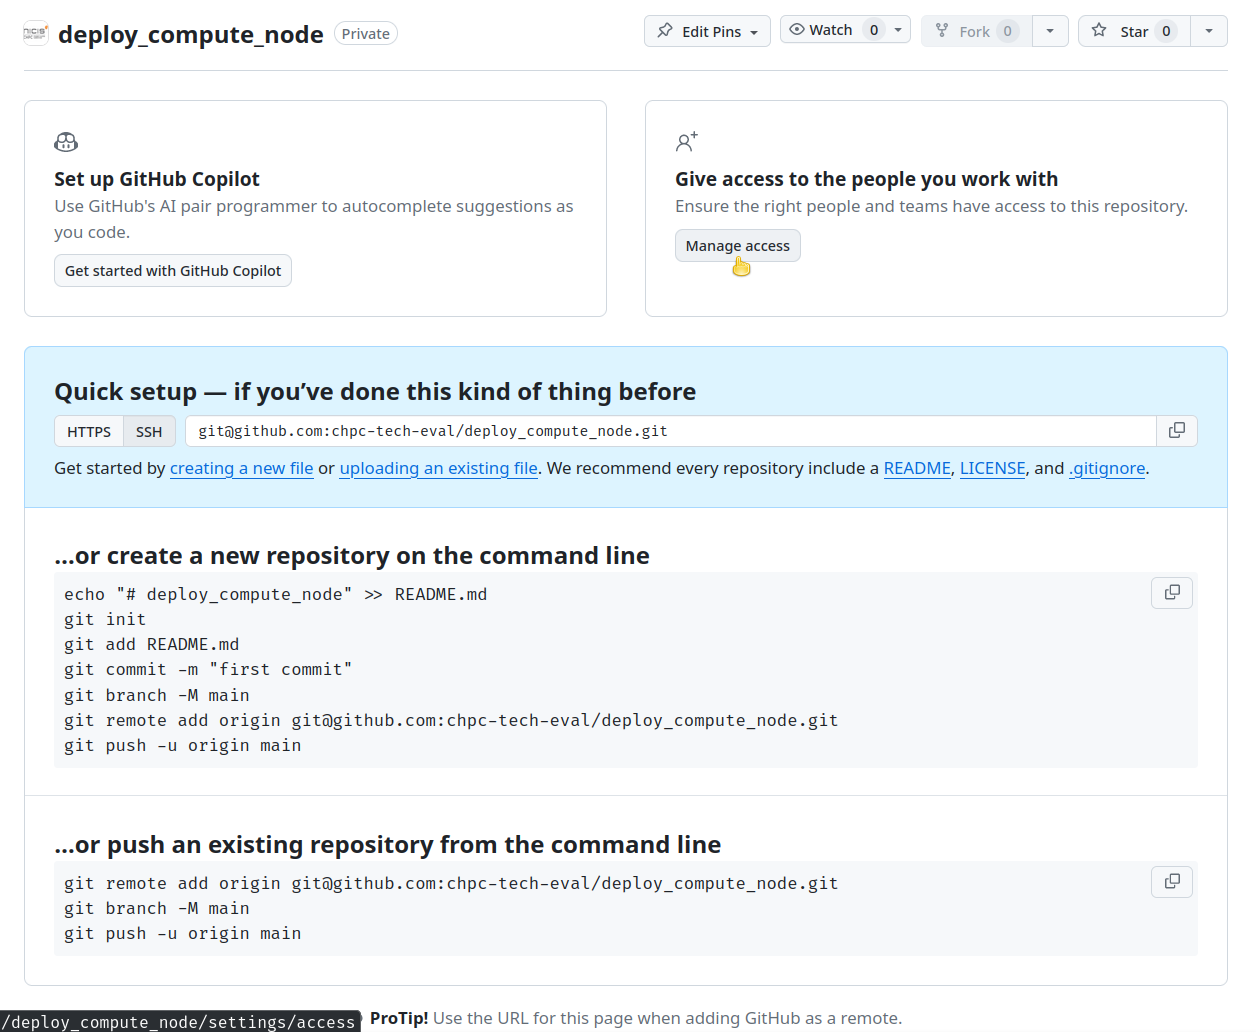 deploy_compute_node Private
Edit Pins
Watch 0
Fork 0
Star 0
Set up GitHub Copilot
Use GitHub's AI pair programmer to autocomplete suggestions as
you code.
Get started with GitHub Copilot
Give access to the people you work with
Ensure the right people and teams have access to this repository.
Manage access
Quick setup — if you’ve done this kind of thing before
HTTPS SSH git@github.com:chpc-tech-eval/deploy_compute_node.git
Get started by creating a new file or uploading an existing file. We recommend every repository include a README, LICENSE, and .gitignore.
…or create a new repository on the command line
echo "# deploy_compute_node" >> README.md
git init
git add README.md
git commit -m "first commit"
git branch -M main
git remote add origin git@github.com:chpc-tech-eval/deploy_compute_node.git
git push -u origin main
…or push an existing repository from the command line
git remote add origin git@github.com:chpc-tech-eval/deploy_compute_node.git
git branch -M main
git push -u origin main
/deploy_compute_node/settings/access
ProTip! Use the URL for this page when adding GitHub as a remote.